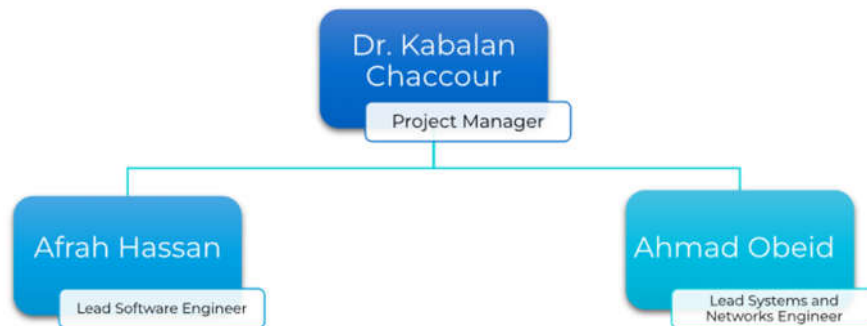 Dr. Kabalan
Chaccour
Project Manager
Afrah Hassan
Lead Software Engineer
Ahmad Obeid
Lead Systems and
Networks Engineer